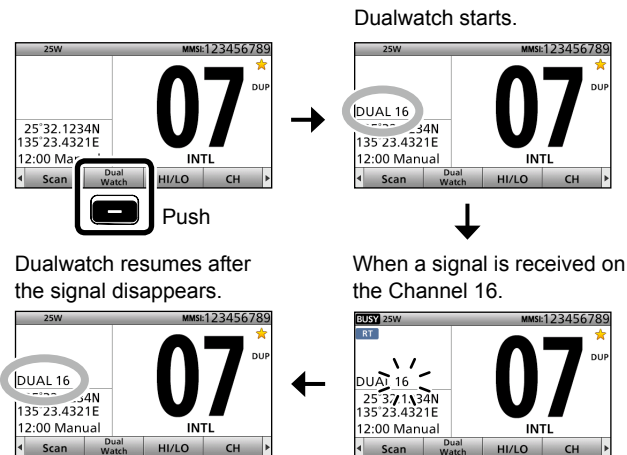 25W MMSI:123456789
07
DUP
25°32.1234N
135°23.4321E
12:00 Manual
INTL
Scan Dual Watch HI/LO CH
Push
Dualwatch starts.
25W MMSI:123456789
07
DUP
DUAL 16
34N
135°23.4321E
12:00 Manual
INTL
Scan Dual Watch HI/LO CH
When a signal is received on
the Channel 16.
BUSY 25W MMSI:123456789
RT
07
DUP
DUAL 16
25°32.1234N
135°23.4321E
12:00 Manual
INTL
Scan Dual Watch HI/LO CH
Dualwatch resumes after
the signal disappears.
25W MMSI:123456789
07
DUP
DUAL 16
34N
135°23.4321E
12:00 Manual
INTL
Scan Dual Watch HI/LO CH